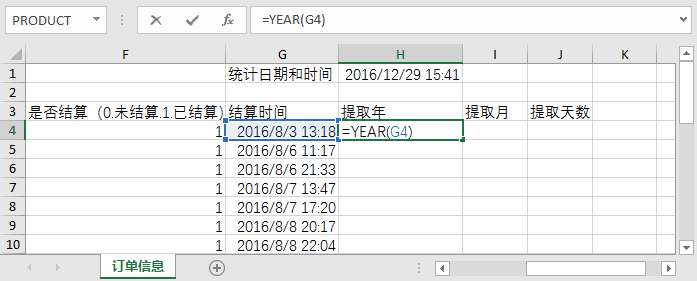 PRODUCT =YEAR(G4)
F G H I J K
1 统计日期和时间 2016/12/29 15:41
2
3 是否结算（0.未结算.1.已结算) 结算时间 提取年 提取月 提取天数
4 1 2016/8/3 13:18 =YEAR(G4)
5 1 2016/8/6 11:17
6 1 2016/8/6 21:33
7 1 2016/8/7 13:47
8 1 2016/8/7 17:20
9 1 2016/8/8 20:17
10 1 2016/8/8 22:04
订单信息